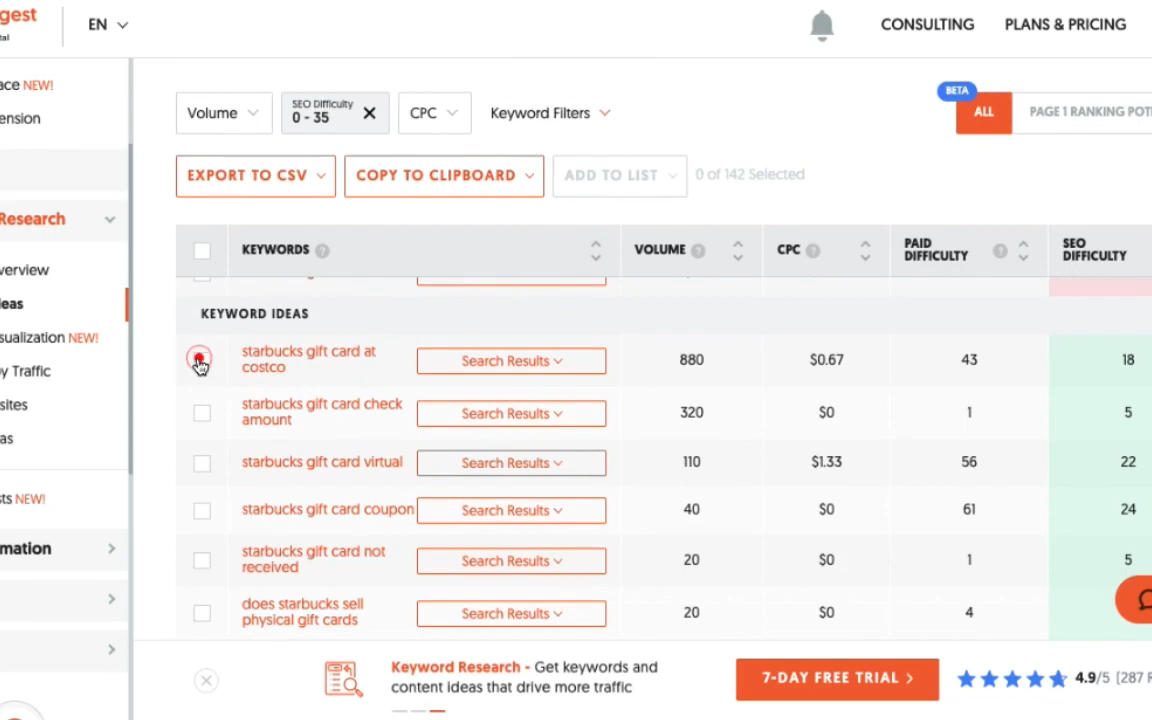 gest
tal
EN
CONSULTING
PLANS & PRICING
ace NEW!
ension
Research
verview
eas
sualization NEW!
y Traffic
sites
as
sts NEW!
mation
Volume
SEO Difficulty
0 - 35
CPC
Keyword Filters
BETA
ALL
PAGE 1 RANKING POT
EXPORT TO CSV
COPY TO CLIPBOARD
ADD TO LIST
0 of 142 Selected
KEYWORDS ?
VOLUME ?
CPC ?
PAID
DIFFICULTY ?
SEO
DIFFICULTY
KEYWORD IDEAS
starbucks gift card at
costco
Search Results
880
$0.67
43
18
starbucks gift card check
amount
Search Results
320
$0
1
5
starbucks gift card virtual
Search Results
110
$1.33
56
22
starbucks gift card coupon
Search Results
40
$0
61
24
starbucks gift card not
received
Search Results
20
$0
1
5
does starbucks sell
physical gift cards
Search Results
20
$0
4
Keyword Research - Get keywords and
content ideas that drive more traffic
7-DAY FREE TRIAL >
4.9/5 (287 R